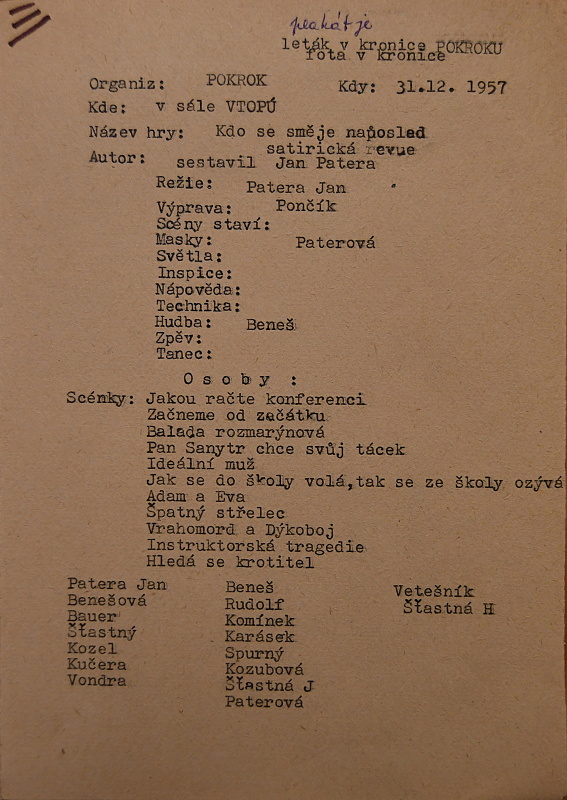 plakát je
leták v kronice POKROKU
fota v kronice
Organiz: POKROK Kdy: 31.12. 1957
Kde: v sále VTOPÚ
Název hry: Kdo se směje naposled
satirická revue
Autor: sestavil Jan Patera
Režie: Patera Jan
Výprava: Pončík
Scény staví:
Masky: Paterová
Světla:
Inspice:
Nápověda:
Technika:
Hudba: Beneš
Zpěv:
Tanec:
O s o b y :
Scénky: Jakou račte konferenci
Začneme od začátku
Balada rozmarýnová
Pan Sanytr chce svůj tácek
Ideální muž
Jak se do školy volá,tak se ze školy ozývá
Adam a Eva
Špatný střelec
Vrahomord a Dýkoboj
Instruktorská tragedie
Hledá se krotitel
Patera Jan Beneš Vetešník
Benešová Rudolf Šťastná H
Bauer Komínek
Šťastný Karásek
Kozel Spurný
Kučera Kozubová
Vondra Šťastná J
Paterová